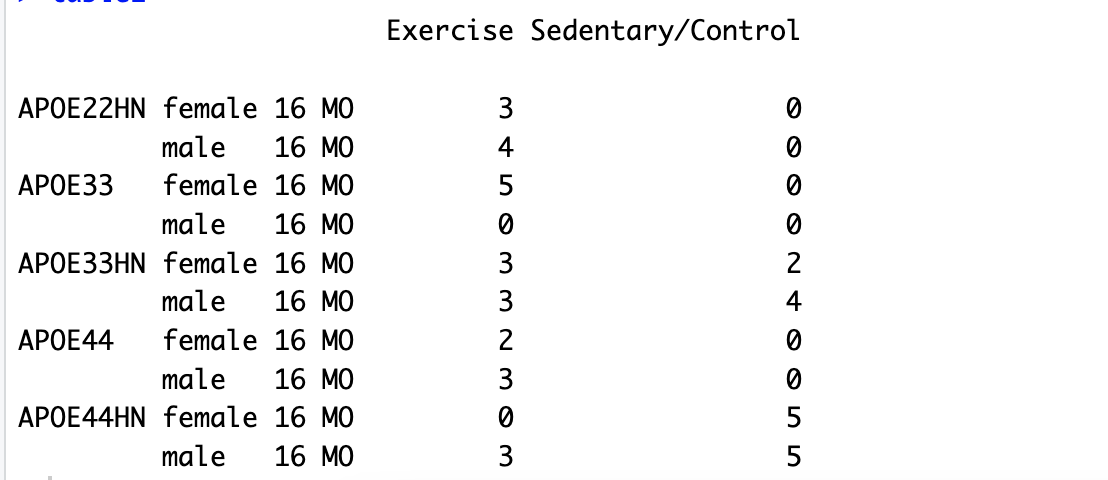 Exercise Sedentary/Control
APOE22HN female 16 MO 3 0
male 16 MO 4 0
APOE33 female 16 MO 5 0
male 16 MO 0 0
APOE33HN female 16 MO 3 2
male 16 MO 3 4
APOE44 female 16 MO 2 0
male 16 MO 3 0
APOE44HN female 16 MO 0 5
male 16 MO 3 5